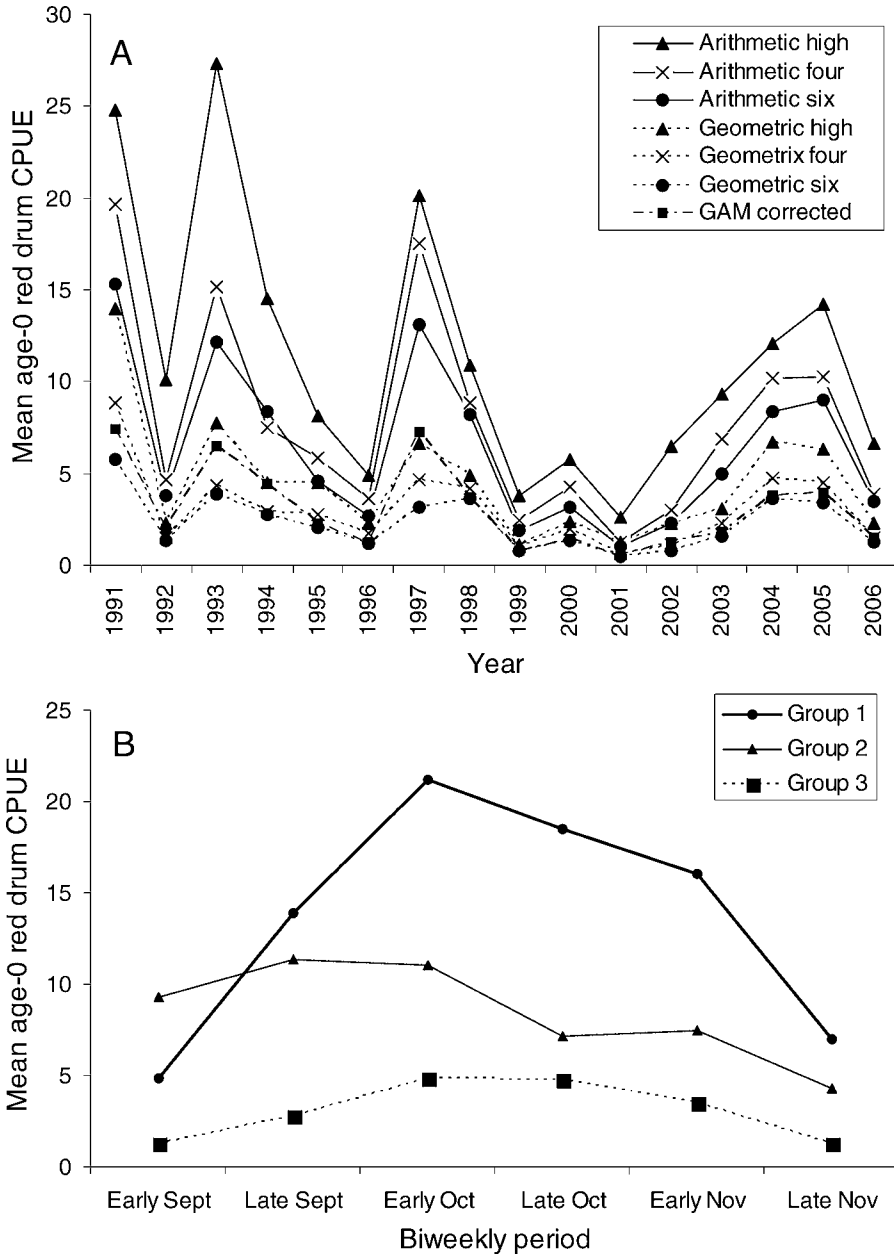 A
30
25
20
15
10
5
0
Mean age-0 red drum CPUE
Arithmetic high
Arithmetic four
Arithmetic six
Geometric high
Geometrix four
Geometric six
GAM corrected
1991 1992 1993 1994 1995 1996 1997 1998 1999 2000 2001 2002 2003 2004 2005 2006
Year
B
25
20
15
10
5
0
Mean age-0 red drum CPUE
Group 1
Group 2
Group 3
Early Sept Late Sept Early Oct Late Oct Early Nov Late Nov
Biweekly period